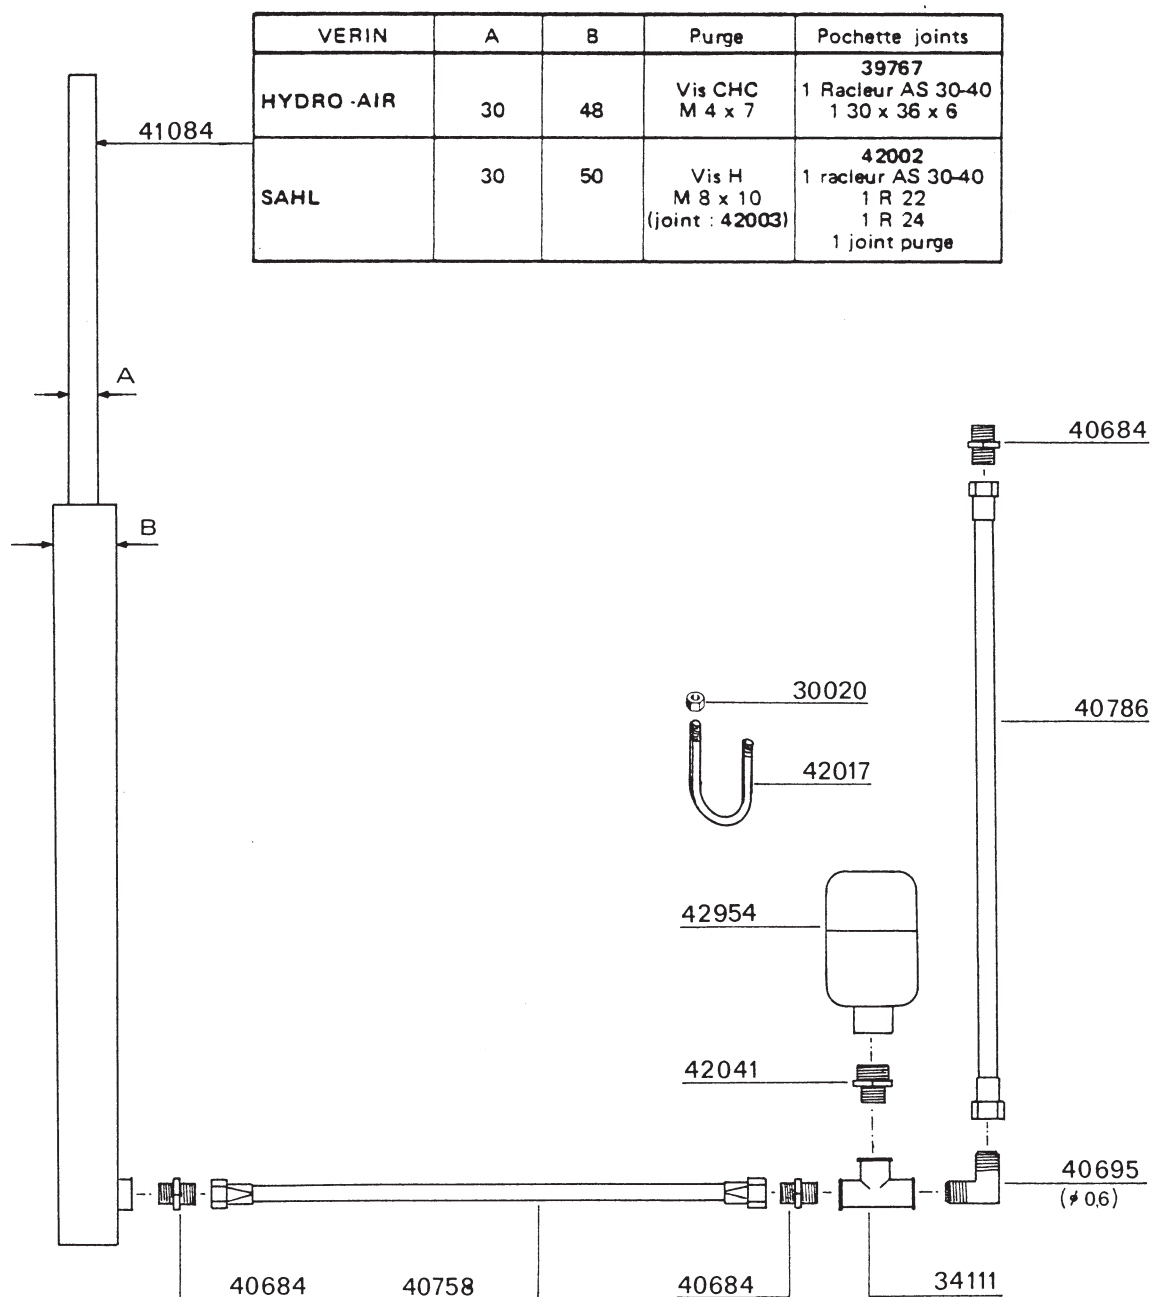 VERIN A B Purge Pochette joints
HYDRO-AIR 30 48 Vis CHC M 4 x 7 39767
1 Racleur AS 30-40
1 30 x 36 x 6
41084
SAHL 30 50 Vis H
M 8 x 10
(joint : 42003)
42002
1 racleur AS 30-40
1 R 22
1 R 24
1 joint purge
A
40684
B
30020
40786
42017
42954
42041
40695
(ø 0,6)
40684 40758 40684 34111